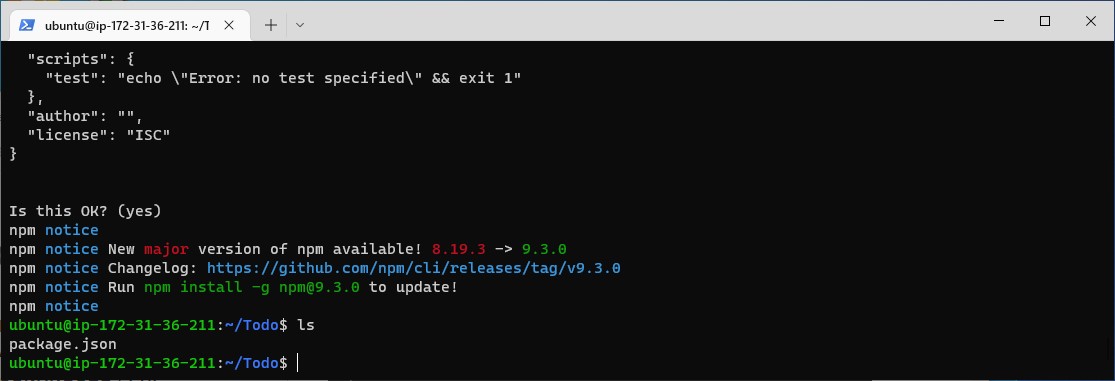 ubuntu@ip-172-31-36-211: ~/T
  "scripts": {
    "test": "echo \"Error: no test specified\" && exit 1"
  },
  "author": "",
  "license": "ISC"
}
Is this OK? (yes)
npm notice
npm notice New major version of npm available! 8.19.3 -> 9.3.0
npm notice Changelog: https://github.com/npm/cli/releases/tag/v9.3.0
npm notice Run npm install -g npm@9.3.0 to update!
npm notice
ubuntu@ip-172-31-36-211:~/Todo$ ls
package.json
ubuntu@ip-172-31-36-211:~/Todo$